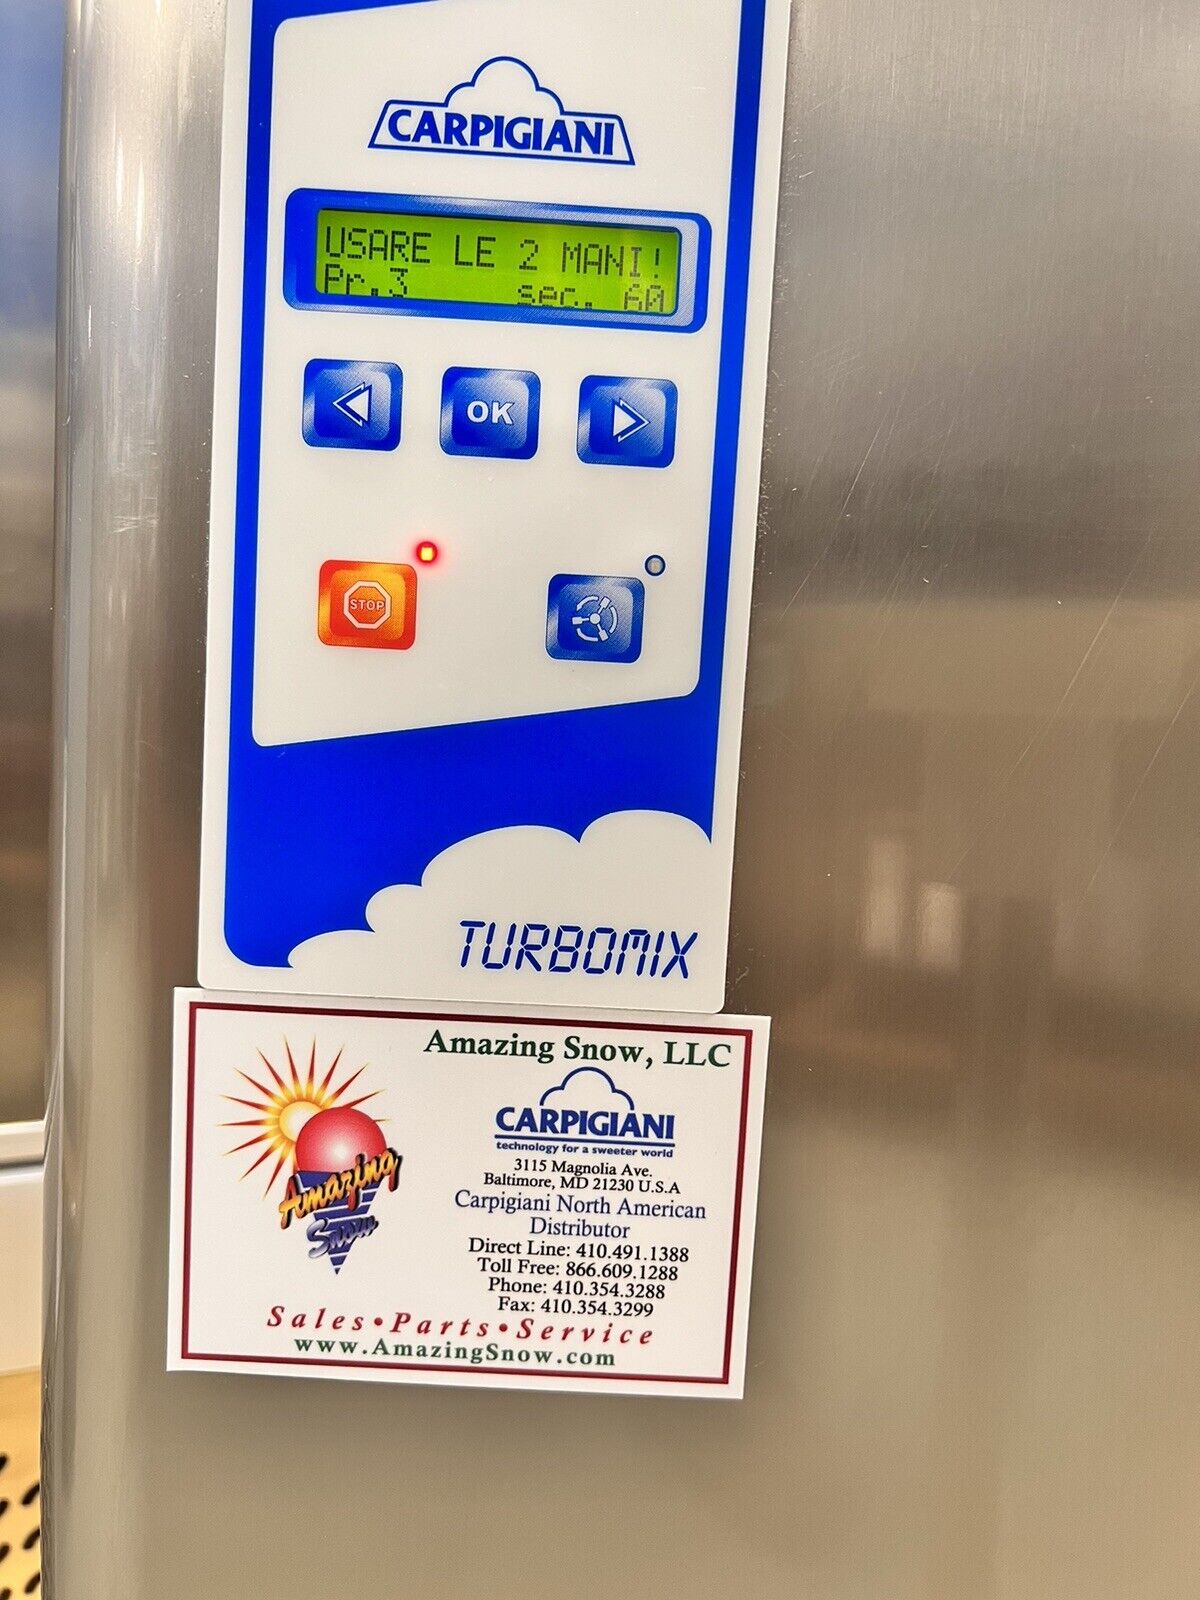 CARPIGIANI
USARE LE 2 MANI!
Pr.3 sec. 60
OK
STOP
TURBOMIX
Amazing Snow, LLC
CARPIGIANI
technology for a sweeter world
3115 Magnolia Ave.
Baltimore, MD 21230 U.S.A
Carpigiani North American
Distributor
Direct Line: 410.491.1388
Toll Free: 866.609.1288
Phone: 410.354.3288
Fax: 410.354.3299
Amazing
Snow
Sales•Parts•Service
www.AmazingSnow.com